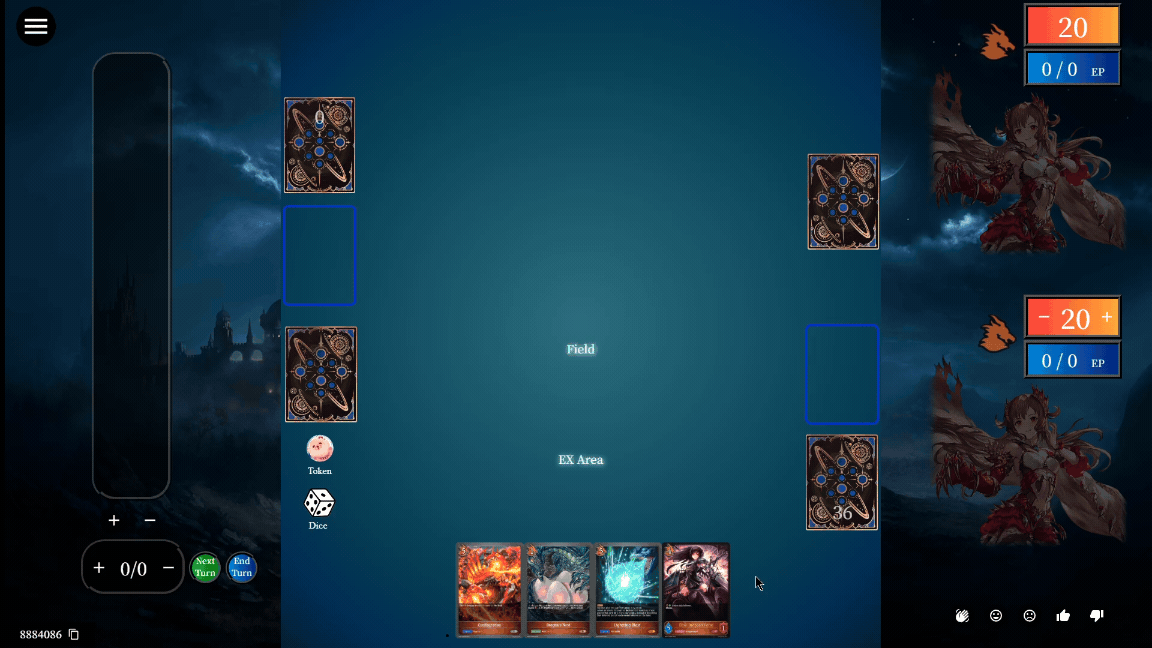 20
0/0 EP
Field
- 20 +
0/0 EP
Token
EX Area
Dice
36
+ -
+ 0/0 -
Next
Turn
End
Turn
8884086